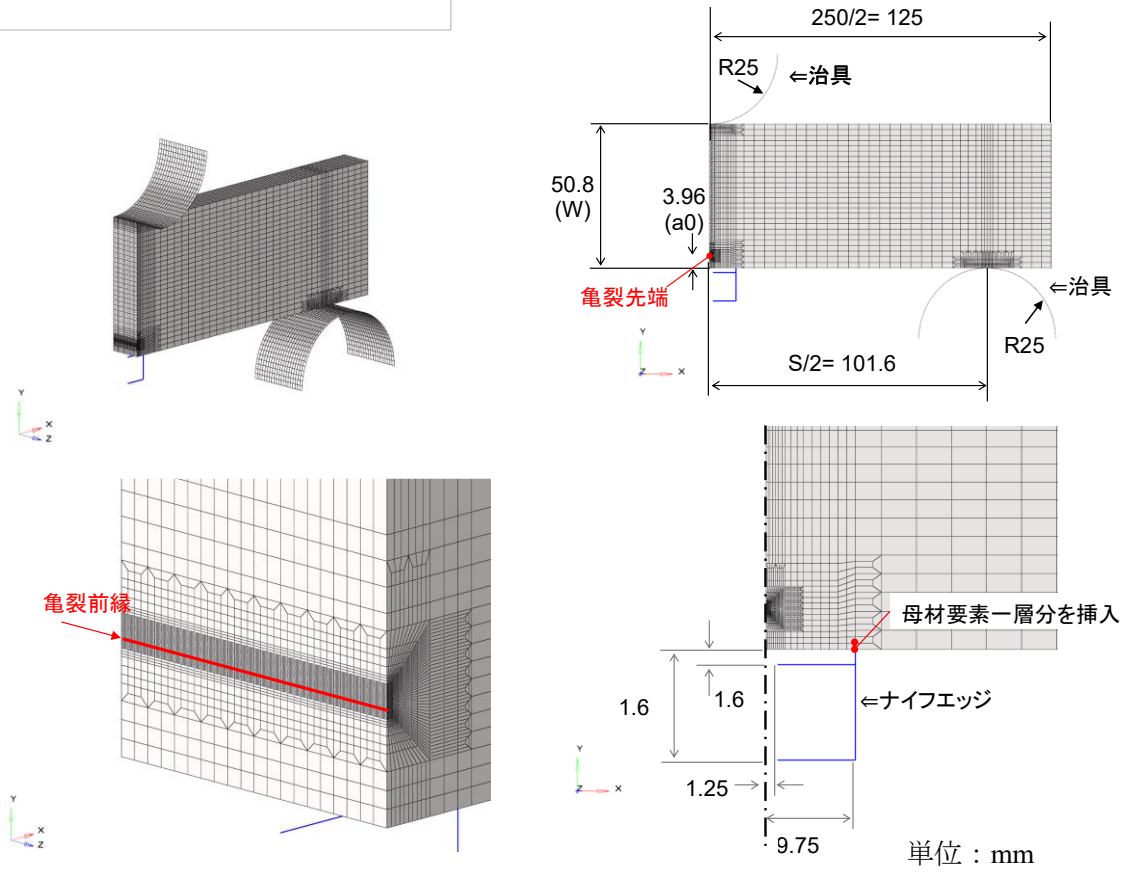 250/2= 125
R25
⇐治具
50.8
(W)
3.96
(a0)
亀裂先端
⇐治具
R25
S/2= 101.6
Y
Z
X
Y
X
Z
亀裂前縁
Y
X
Z
母材要素一層分を挿入
1.6
1.6
⇐ナイフエッジ
Y
Z
X
1.25
9.75
単位：mm